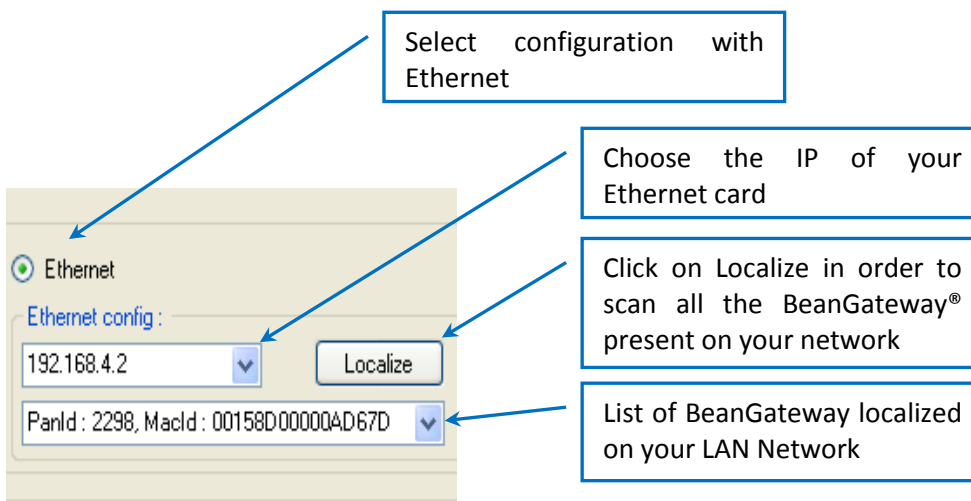 Select configuration with
Ethernet
Choose the IP of your
Ethernet card
Click on Localize in order to
scan all the BeanGateway®
present on your network
List of BeanGateway localized
on your LAN Network
Ethernet
Ethernet config :
192.168.4.2
Localize
PanId : 2298, MacId : 00158D00000AD67D